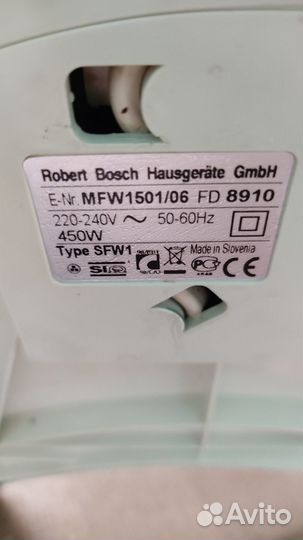 Robert Bosch Hausgeräte GmbH
E-Nr. MFW1501/06 FD 8910
220-240V ~ 50-60Hz
450W
Type SFW1
Made in Slovenia
Avito